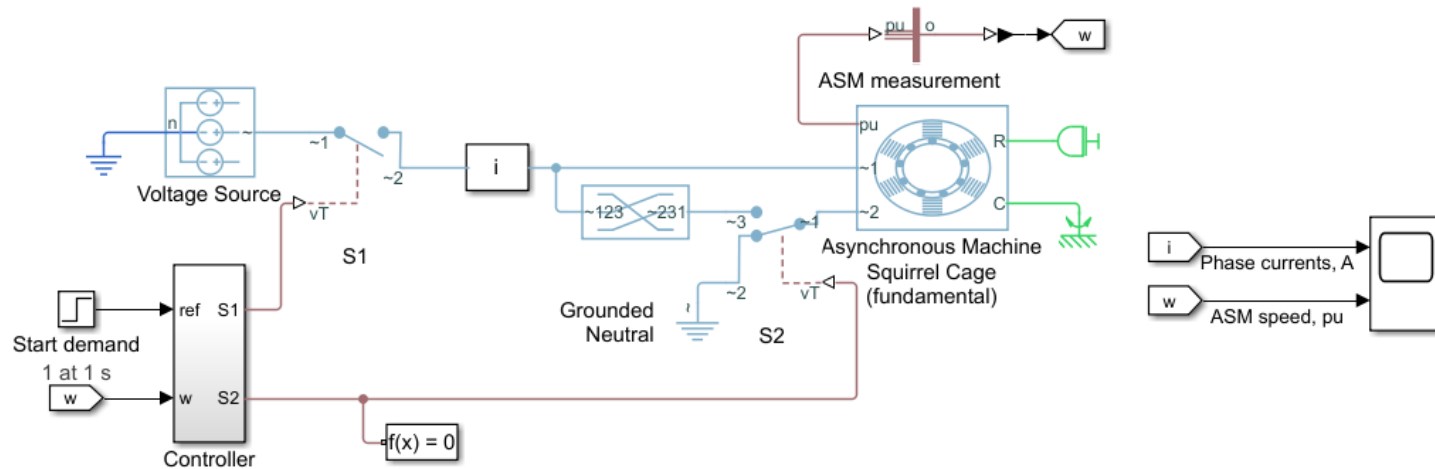 pu
o
w
ASM measurement
n
~
~1
~2
Voltage Source
vT
S1
i
~123
~231
~3
~1
~2
vT
S2
Grounded
Neutral
~
pu
~1
~2
R
C
Asynchronous Machine
Squirrel Cage
(fundamental)
Start demand
1 at 1 s
w
ref
w
S1
S2
Controller
f(x) = 0
i
Phase currents, A
w
ASM speed, pu